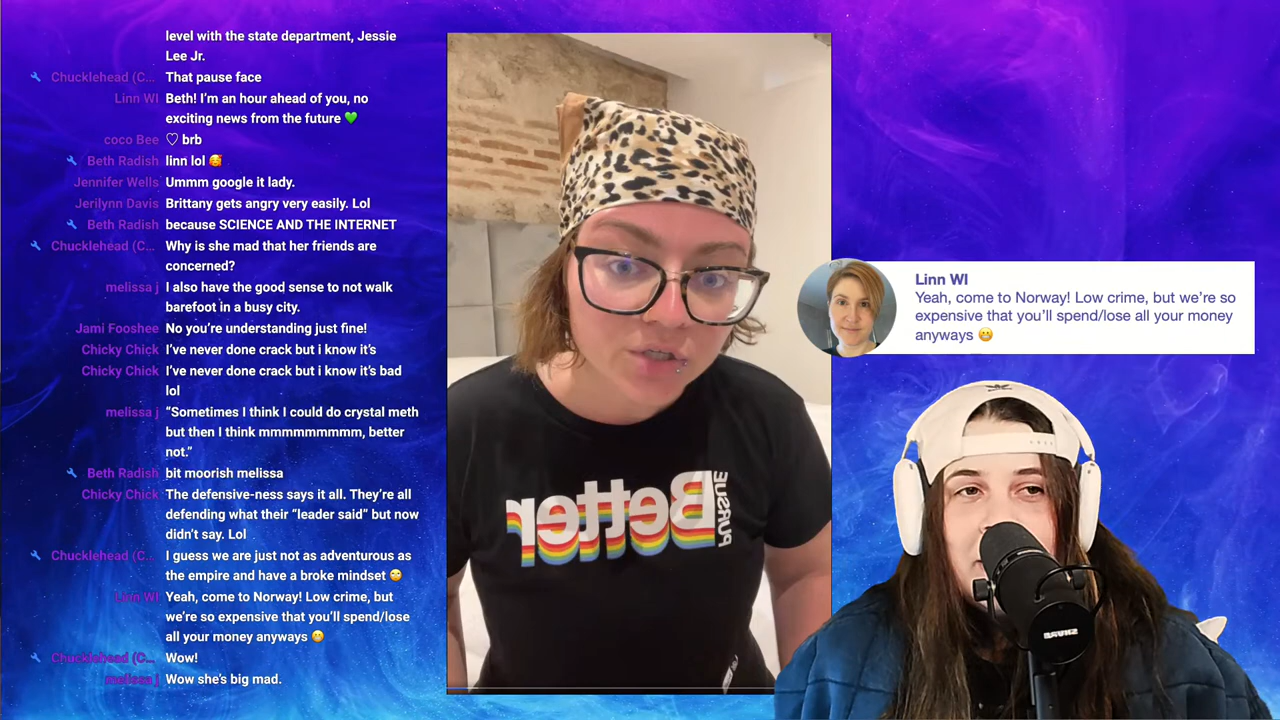 level with the state department, Jessie
Lee Jr.
Chucklehead (C... That pause face
Linn WI Beth! I'm an hour ahead of you, no
exciting news from the future 💚
coco Bee ♡ brb
Beth Radish linn lol 🥰
Jennifer Wells Ummm google it lady.
Jerilynn Davis Brittany gets angry very easily. Lol
Beth Radish because SCIENCE AND THE INTERNET
Chucklehead (C... Why is she mad that her friends are
concerned?
melissa j I also have the good sense to not walk
barefoot in a busy city.
Jami Fooshee No you're understanding just fine!
Chicky Chick I've never done crack but i know it's
Chicky Chick I've never done crack but i know it's bad
lol
melissa j “Sometimes I think I could do crystal meth
but then I think mmmmmmmmm, better
not.”
Beth Radish bit moorish melissa
Chicky Chick The defensive-ness says it all. They're all
defending what their “leader said” but now
didn't say. Lol
Chucklehead (C... I guess we are just not as adventurous as
the empire and have a broke mindset 🙄
Linn WI Yeah, come to Norway! Low crime, but
we're so expensive that you'll spend/lose
all your money anyways 😬
Chucklehead (C... Wow!
melissa j Wow she's big mad.
PURSUE
Better
Linn WI
Yeah, come to Norway! Low crime, but we're so
expensive that you'll spend/lose all your money
anyways 😬
SHURE